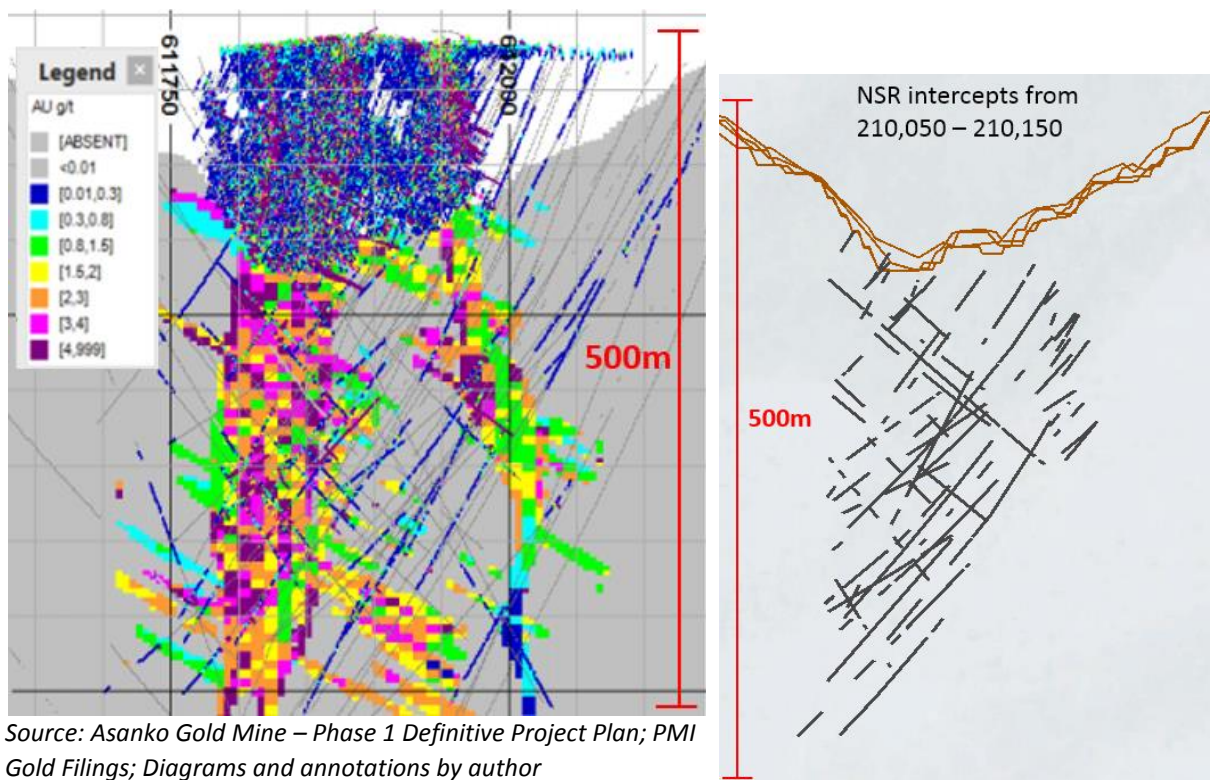 Legend ×
AU g/t
[ABSENT]
<0.01
[0.01,0.3]
[0.3,0.8]
[0.8,1.5]
[1.5,2]
[2,3]
[3,4]
[4,999]
611750
500m
NSR intercepts from
210,050 – 210,150
500m
Source: Asanko Gold Mine – Phase 1 Definitive Project Plan; PMI
Gold Filings; Diagrams and annotations by author